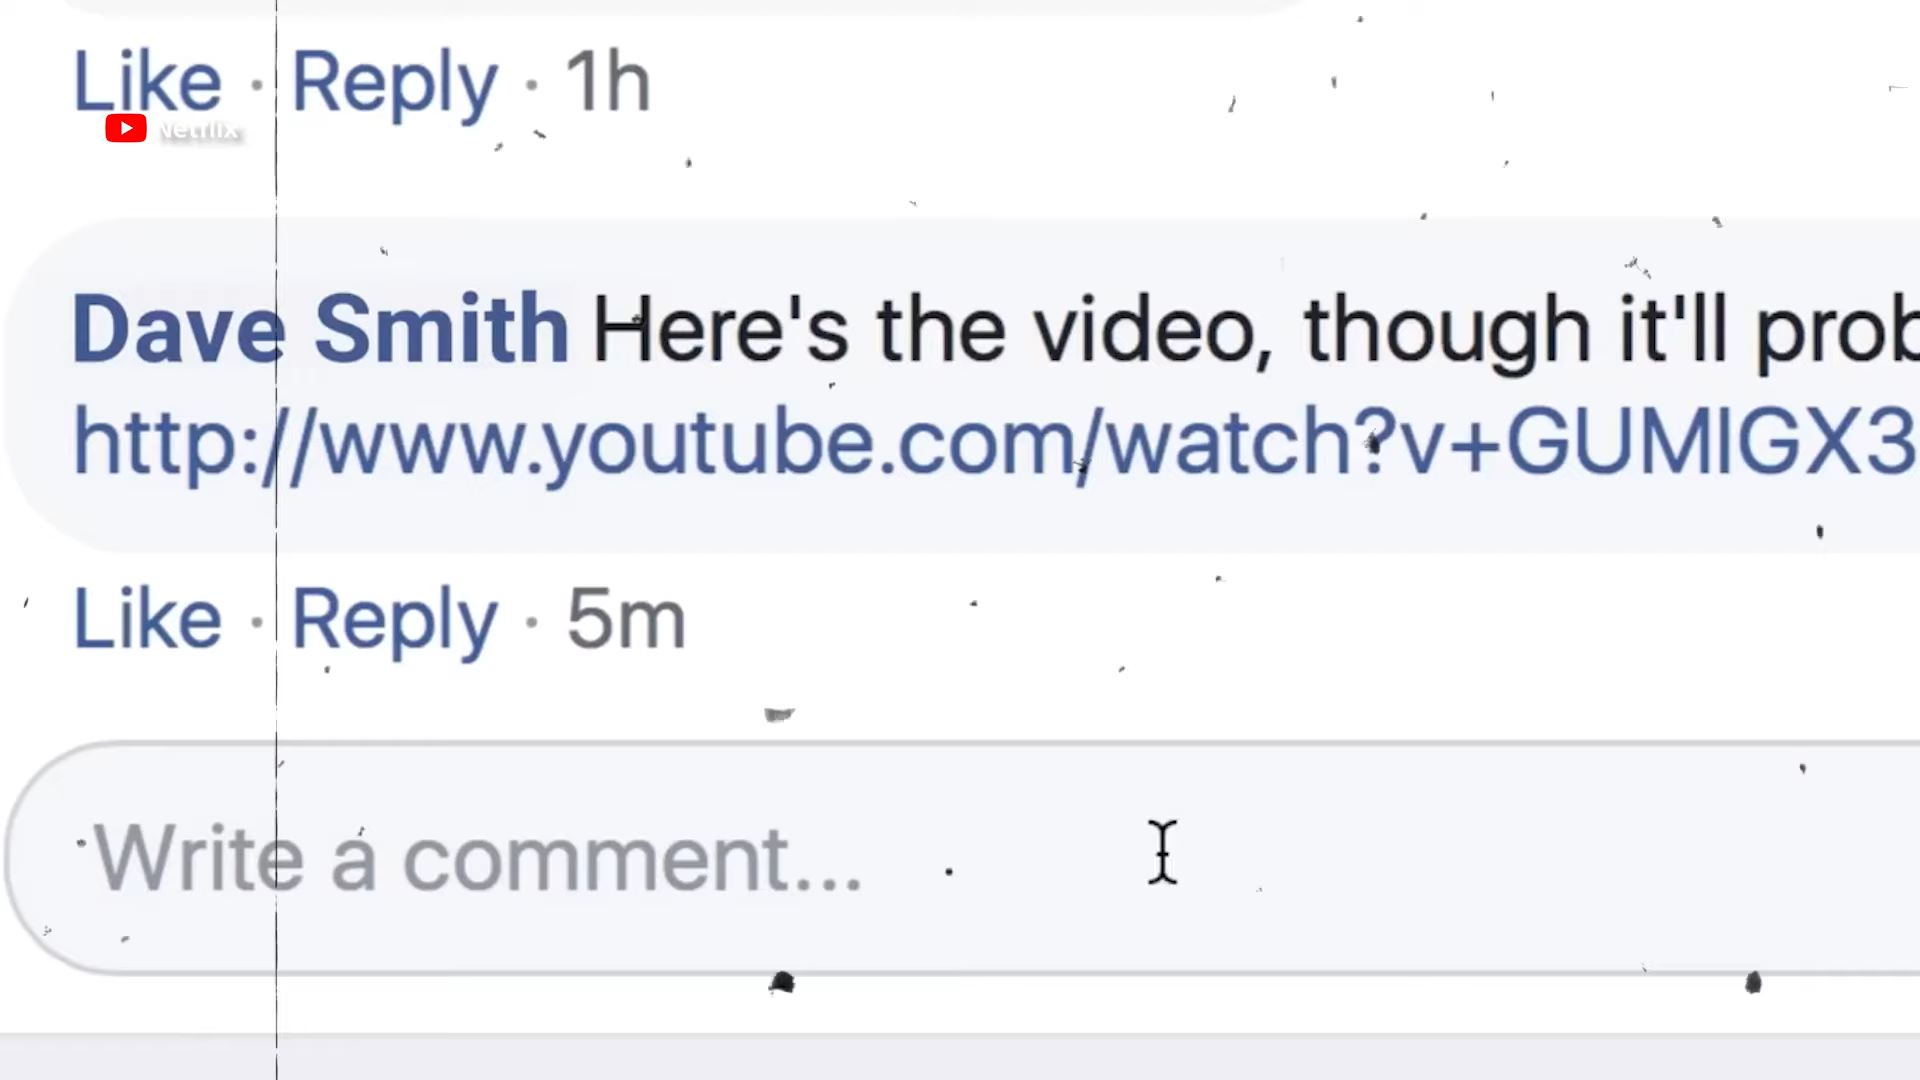 Like · Reply · 1h
Netflix
Dave Smith Here's the video, though it'll prob
http://www.youtube.com/watch?v+GUMIGX3
Like · Reply · 5m
Write a comment...